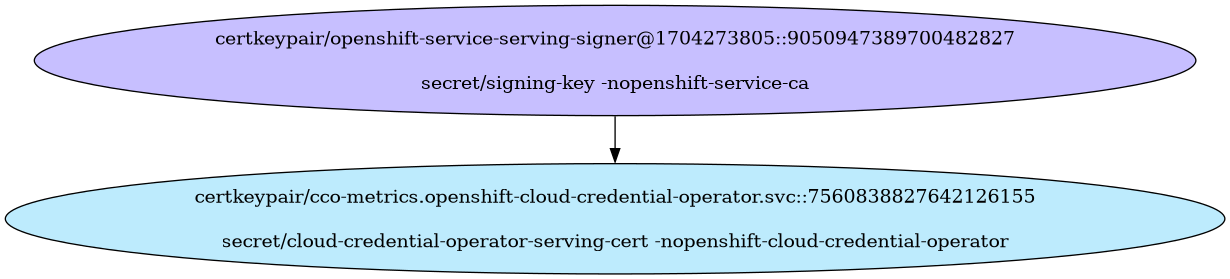 certkeypair/openshift-service-serving-signer@1704273805::9050947389700482827
secret/signing-key -nopenshift-service-ca
certkeypair/cco-metrics.openshift-cloud-credential-operator.svc::7560838827642126155
secret/cloud-credential-operator-serving-cert -nopenshift-cloud-credential-operator